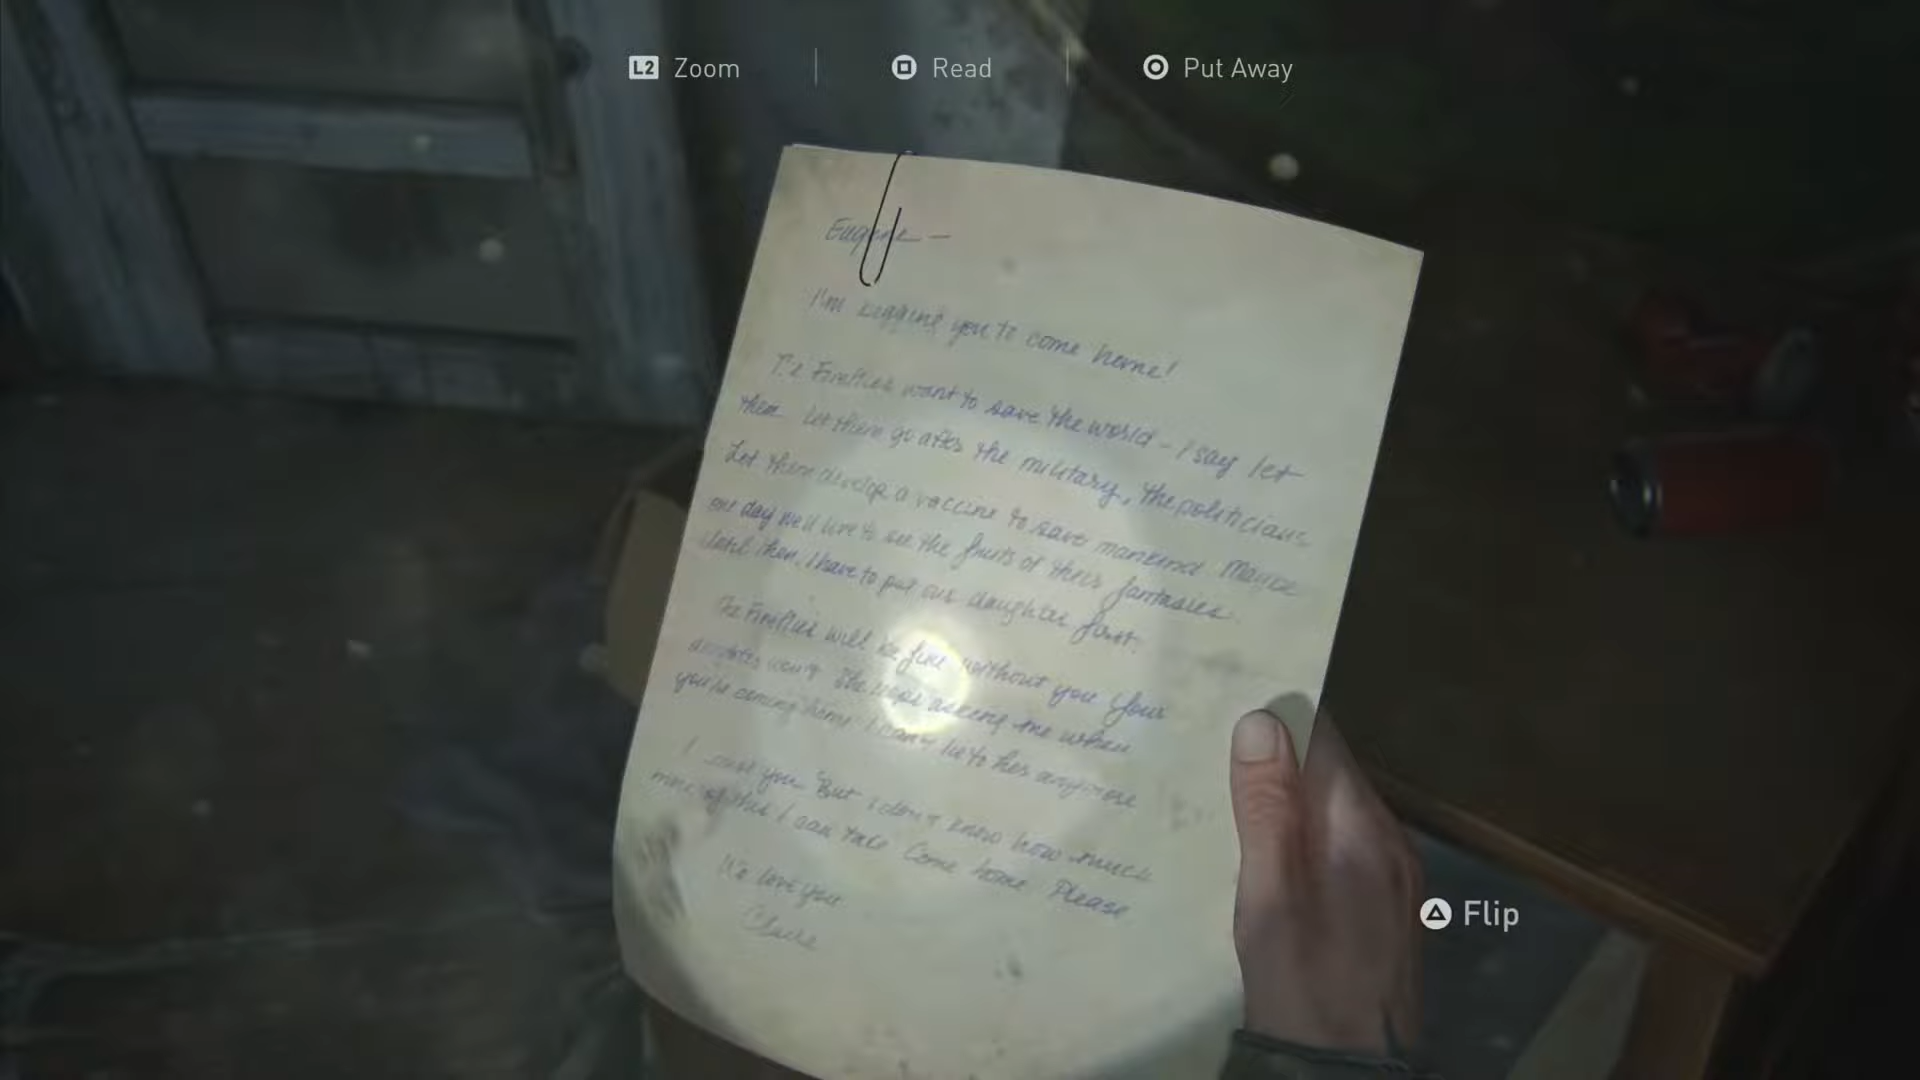 L2 Zoom
Read
Put Away
Eugene —
I'm begging you to come home!
The Fireflies want to save the world – I say let
them. Let them go after the military, the politicians.
Let them develop a vaccine to save mankind. Maybe
one day we'll live to see the fruits of their fantasies.
Until then, I have to put our daughter first.
The Fireflies will be fine without you. Your
daughter won't. She keeps asking me when
you're coming home. I can't lie to her anymore.
I miss you. But I don't know how much
more of this I can take. Come home. Please.
We love you
Claire
Flip